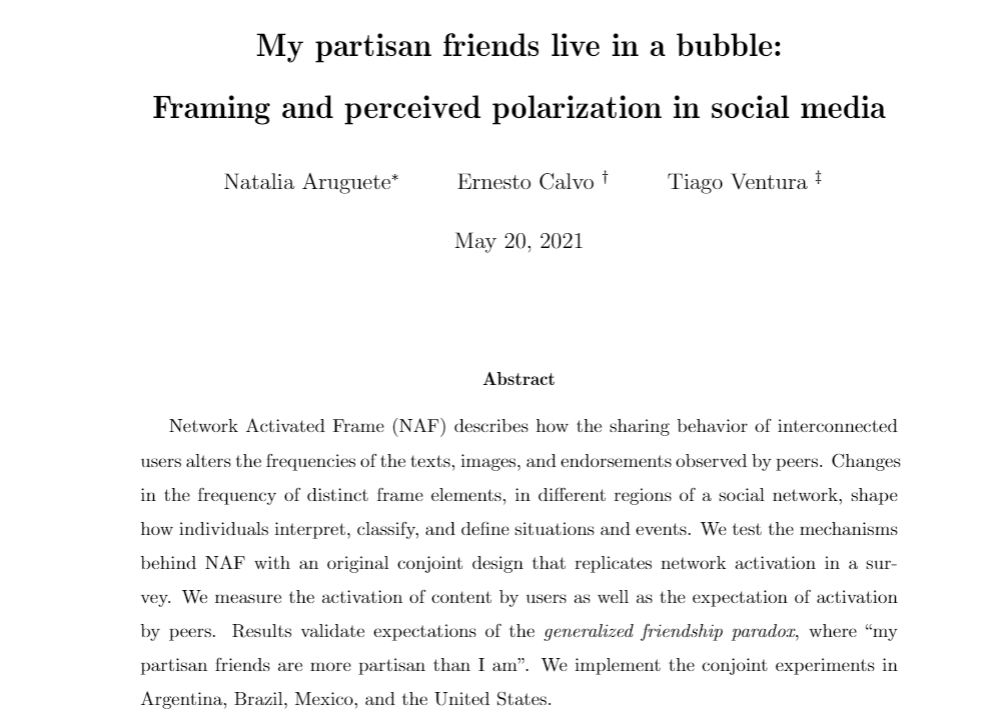 My partisan friends live in a bubble:
Framing and perceived polarization in social media
Natalia Aruguete* Ernesto Calvo † Tiago Ventura ‡
May 20, 2021
Abstract
Network Activated Frame (NAF) describes how the sharing behavior of interconnected
users alters the frequencies of the texts, images, and endorsements observed by peers. Changes
in the frequency of distinct frame elements, in different regions of a social network, shape
how individuals interpret, classify, and define situations and events. We test the mechanisms
behind NAF with an original conjoint design that replicates network activation in a sur-
vey. We measure the activation of content by users as well as the expectation of activation
by peers. Results validate expectations of the generalized friendship paradox, where “my
partisan friends are more partisan than I am”. We implement the conjoint experiments in
Argentina, Brazil, Mexico, and the United States.